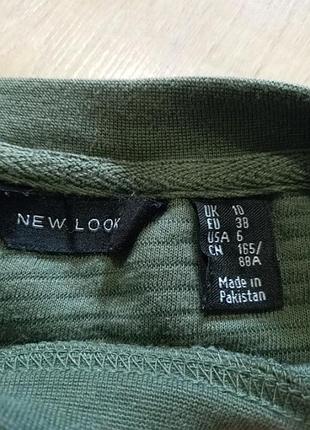 NEW LOOK
UK 10
EU 38
USA 6
CN 165/
88A
Made in
Pakistan